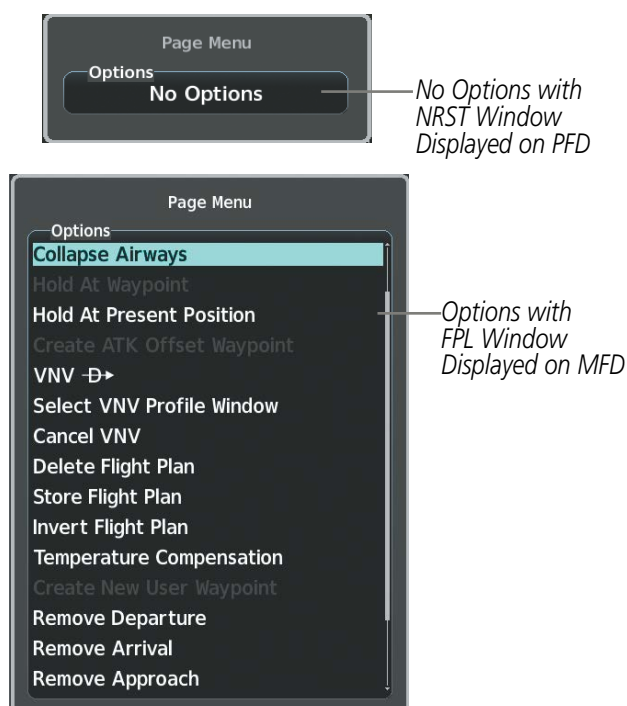 Page Menu
Options
No Options
No Options with
NRST Window
Displayed on PFD
Page Menu
Options
Collapse Airways
Hold At Waypoint
Hold At Present Position
Create ATK Offset Waypoint
VNV D
Select VNV Profile Window
Cancel VNV
Delete Flight Plan
Store Flight Plan
Invert Flight Plan
Temperature Compensation
Create New User Waypoint
Remove Departure
Remove Arrival
Remove Approach
Options with
FPL Window
Displayed on MFD